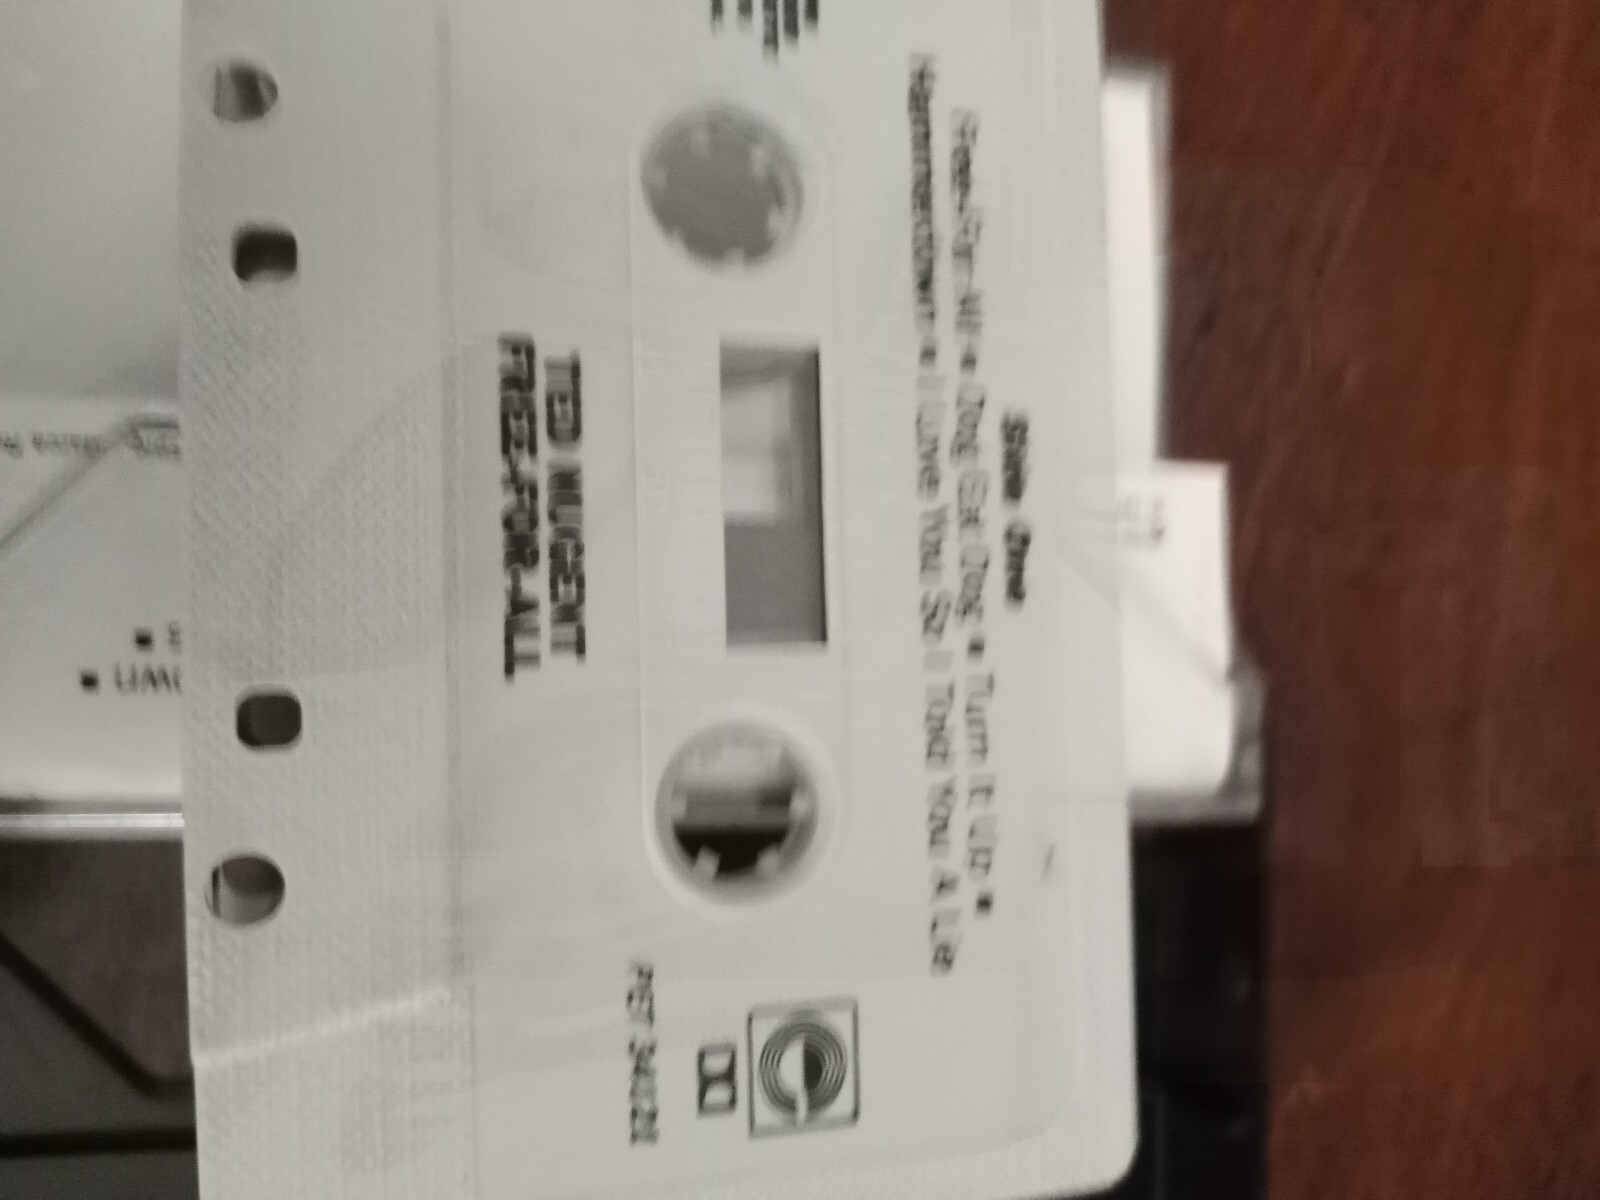 Side One
Free-For-All ■ Dog Eat Dog ■ Turn It Up ■
Hammerdown ■ I Love You So I Told You A Lie
TED NUGENT
FREE-FOR-ALL
PET